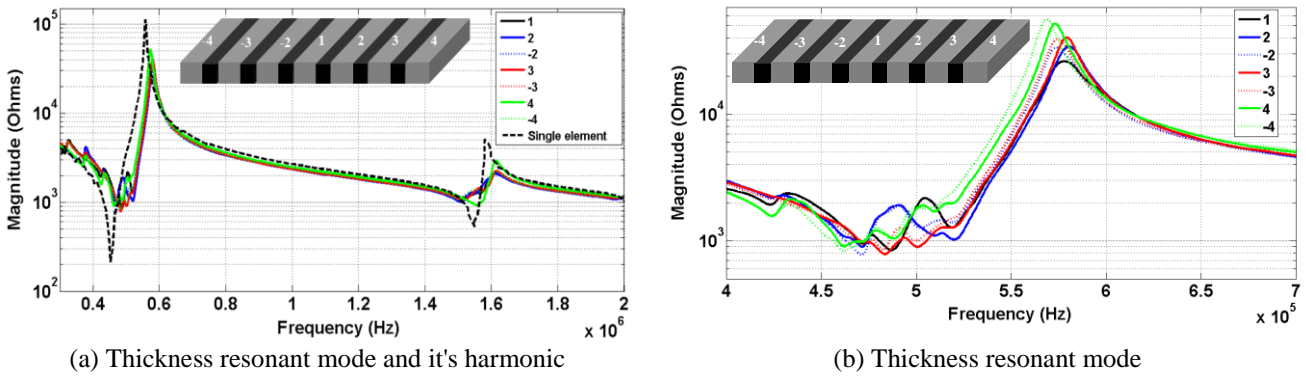 10^5
10^4
10^3
10^2
Magnitude (Ohms)
-4 -3 -2 1 2 3 4
1
2
-2
3
-3
4
-4
Single element
0.4 0.6 0.8 1 1.2 1.4 1.6 1.8 2
Frequency (Hz)
x 10^6
(a) Thickness resonant mode and it's harmonic
10^4
10^3
Magnitude (Ohms)
-4 -3 -2 1 2 3 4
1
2
-2
3
-3
4
-4
4 4.5 5 5.5 6 6.5 7
Frequency (Hz)
x 10^5
(b) Thickness resonant mode